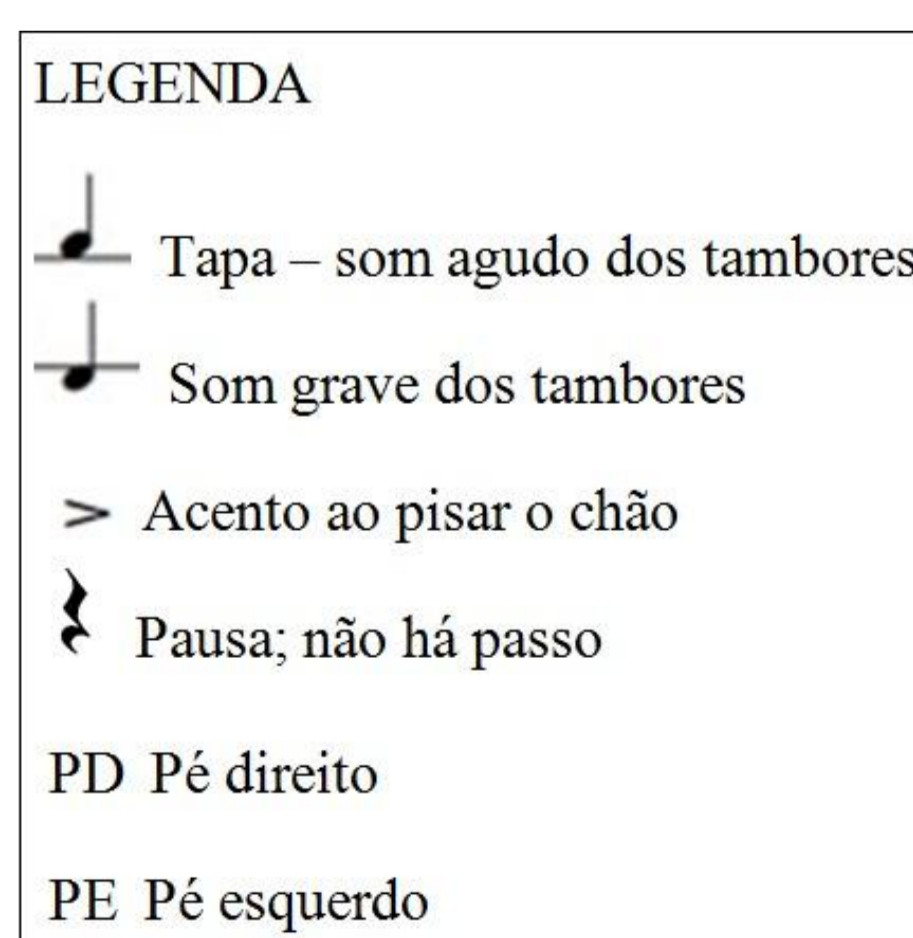 LEGENDA
Tapa – som agudo dos tambores
Som grave dos tambores
> Acento ao pisar o chão
Pausa; não há passo
PD Pé direito
PE Pé esquerdo